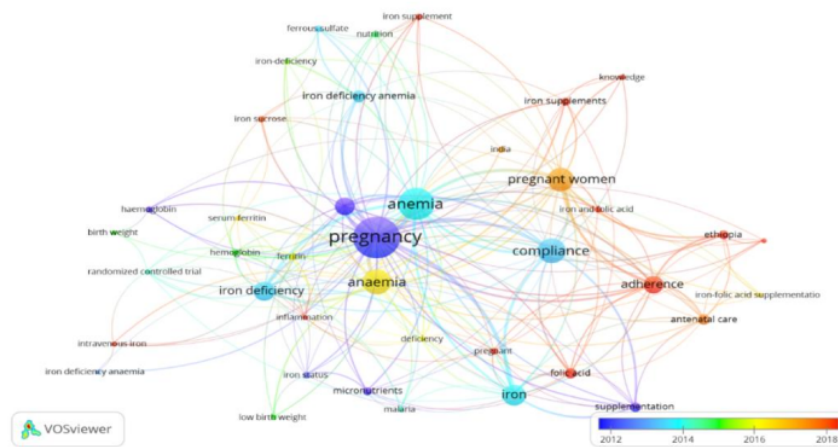 iron supplement
ferrous sulfate
nutrition
iron-deficiency
knowledge
iron deficiency anemia
iron supplements
iron sucrose
india
pregnant women
anemia
haemoglobin
iron and folic acid
serum ferritin
birth weight
pregnancy
ethiopia
hemoglobin
ferritin
compliance
randomized controlled trial
anaemia
adherence
iron deficiency
iron-folic acid supplementatio
inflammation
antenatal care
deficiency
intravenous iron
pregnant
iron deficiency anaemia
iron status
folic acid
micronutrients
iron
low birth weight
malaria
supplementation
VOSviewer
2012 2014 2016 2018